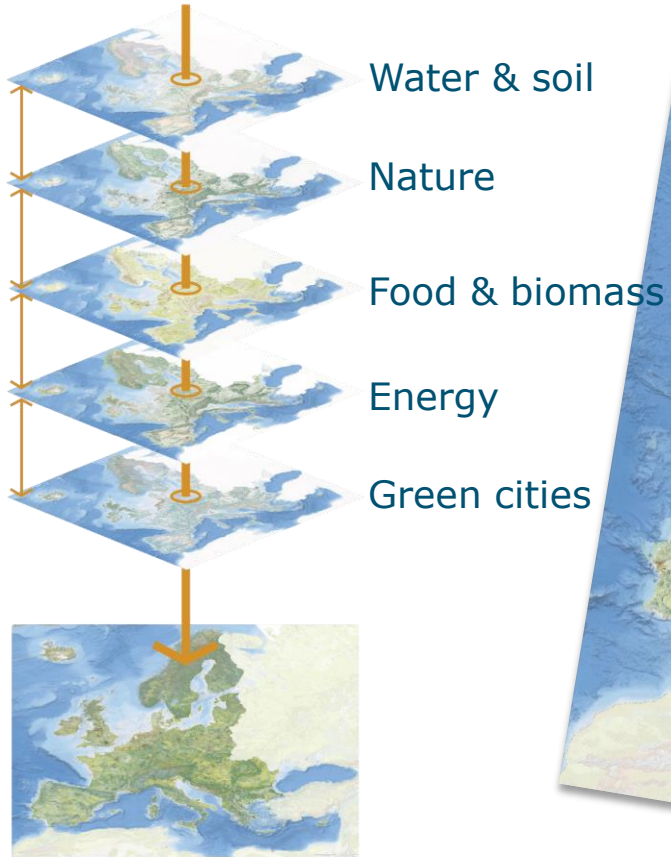 Water & soil
Nature
Food & biomass
Energy
Green cities